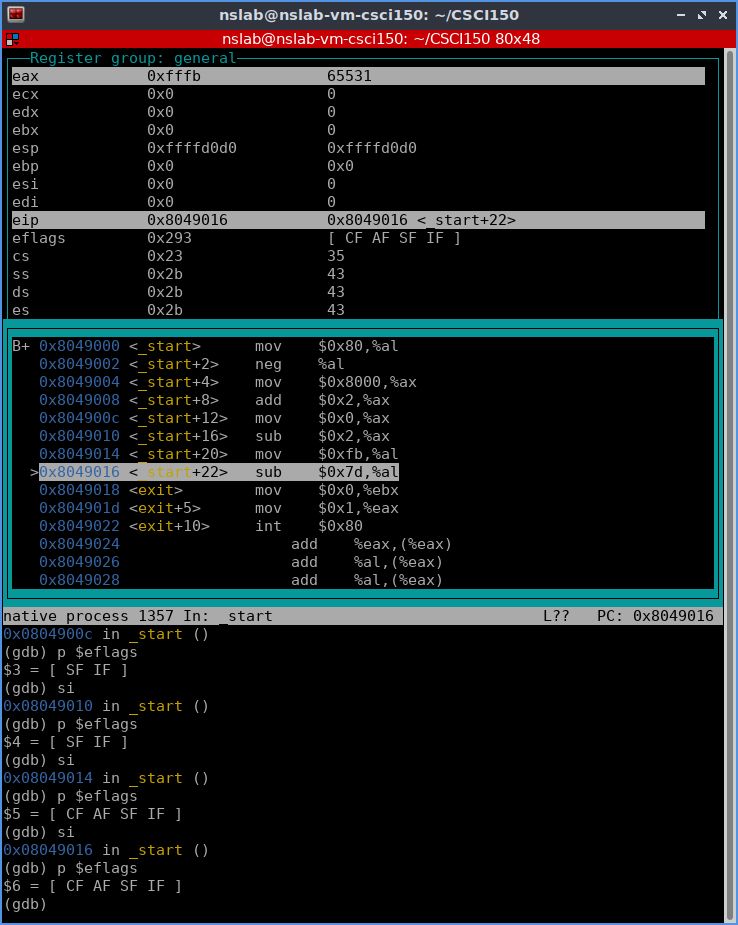 nslab@nslab-vm-csci150: ~/CSCI150
nslab@nslab-vm-csci150: ~/CSCI150 80x48
Register group: general
eax 0xfffb 65531
ecx 0x0 0
edx 0x0 0
ebx 0x0 0
esp 0xffffd0d0 0xffffd0d0
ebp 0x0 0x0
esi 0x0 0
edi 0x0 0
eip 0x8049016 0x8049016 <_start+22>
eflags 0x293 [ CF AF SF IF ]
cs 0x23 35
ss 0x2b 43
ds 0x2b 43
es 0x2b 43
B+ 0x8049000 <_start> mov $0x80,%al
0x8049002 <_start+2> neg %al
0x8049004 <_start+4> mov $0x8000,%ax
0x8049008 <_start+8> add $0x2,%ax
0x804900c <_start+12> mov $0x0,%ax
0x8049010 <_start+16> sub $0x2,%ax
0x8049014 <_start+20> mov $0xfb,%al
>0x8049016 <_start+22> sub $0x7d,%al
0x8049018 <exit> mov $0x0,%ebx
0x804901d <exit+5> mov $0x1,%eax
0x8049022 <exit+10> int $0x80
0x8049024 add %eax,(%eax)
0x8049026 add %al,(%eax)
0x8049028 add %al,(%eax)
native process 1357 In: _start L?? PC: 0x8049016
0x0804900c in _start ()
(gdb) p $eflags
$3 = [ SF IF ]
(gdb) si
0x08049010 in _start ()
(gdb) p $eflags
$4 = [ SF IF ]
(gdb) si
0x08049014 in _start ()
(gdb) p $eflags
$5 = [ CF AF SF IF ]
(gdb) si
0x08049016 in _start ()
(gdb) p $eflags
$6 = [ CF AF SF IF ]
(gdb)